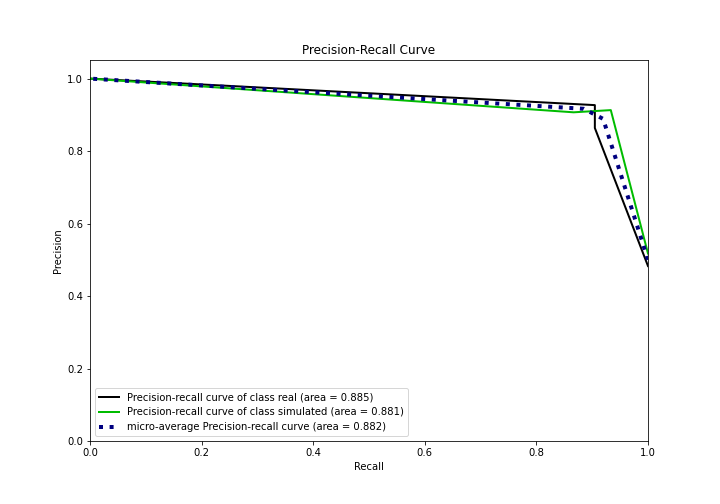 Precision-Recall Curve
1.0
0.8
0.6
0.4
0.2
0.0
Precision
Precision-recall curve of class real (area = 0.885)
Precision-recall curve of class simulated (area = 0.881)
micro-average Precision-recall curve (area = 0.882)
0.0 0.2 0.4 0.6 0.8 1.0
Recall